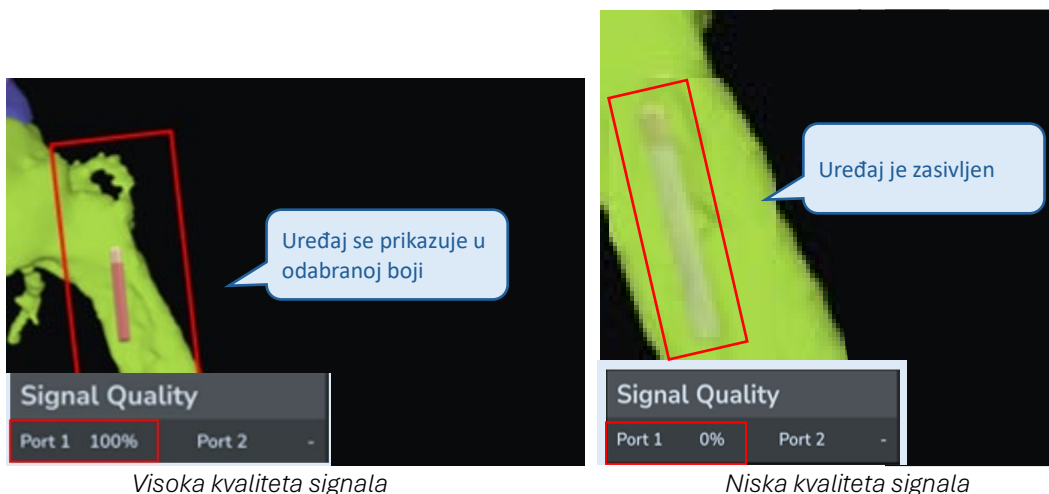 Uređaj se prikazuje u
odabranoj boji
Signal Quality
Port 1 100% Port 2 -
Visoka kvaliteta signala
Uređaj je zasivljen
Signal Quality
Port 1 0% Port 2 -
Niska kvaliteta signala